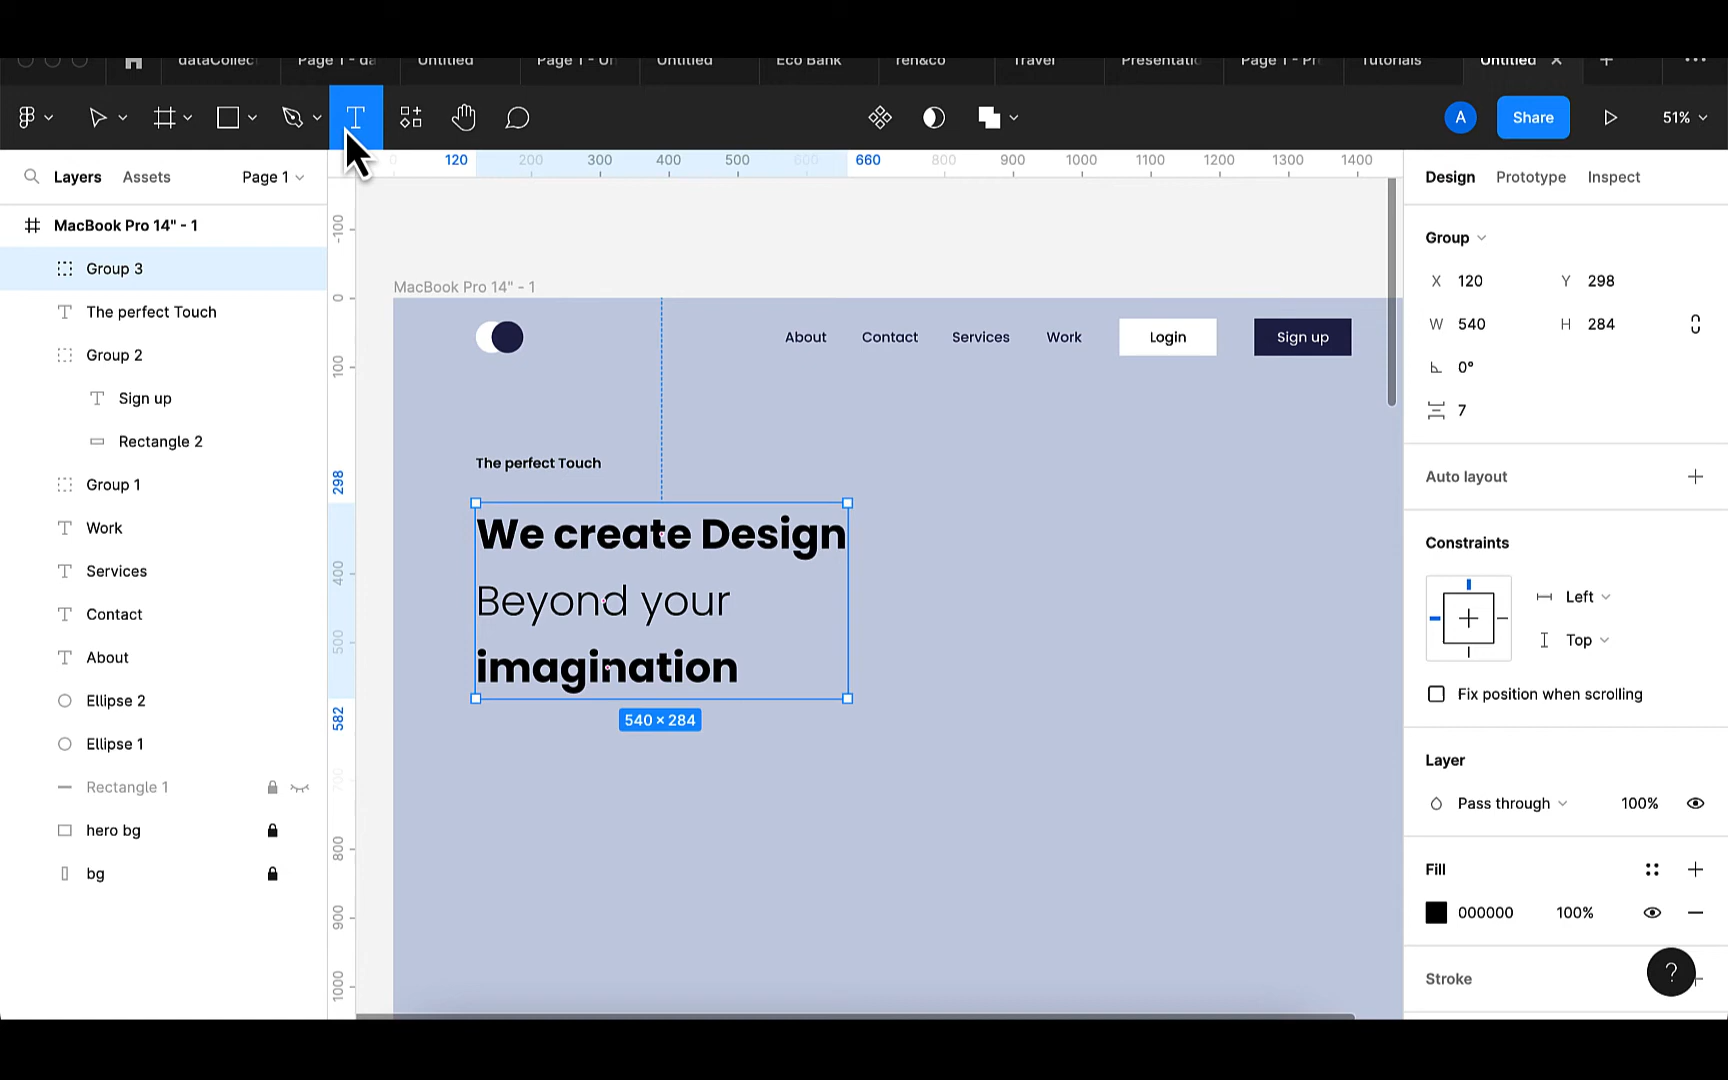 dataCollec Page 1 - da Untitled Page 1 - Un Untitled Eco Bank ren&co Travel Presentatio Page 1 - Pre Tutorials Untitled
A Share 51%
Layers Assets Page 1
120 200 300 400 500 600 660 800 900 1000 1100 1200 1300 1400
Design Prototype Inspect
MacBook Pro 14" - 1
Group 3
The perfect Touch
Group 2
Sign up
Rectangle 2
Group 1
Work
Services
Contact
About
Ellipse 2
Ellipse 1
Rectangle 1
hero bg
bg
-100
0
100
298
400
500
582
700
800
900
1000
MacBook Pro 14" - 1
About Contact Services Work Login Sign up
The perfect Touch
We create Design
Beyond your
imagination
540 × 284
Group
X 120 Y 298
W 540 H 284
0°
7
Auto layout
Constraints
Left
Top
Fix position when scrolling
Layer
Pass through 100%
Fill
000000 100%
Stroke
?